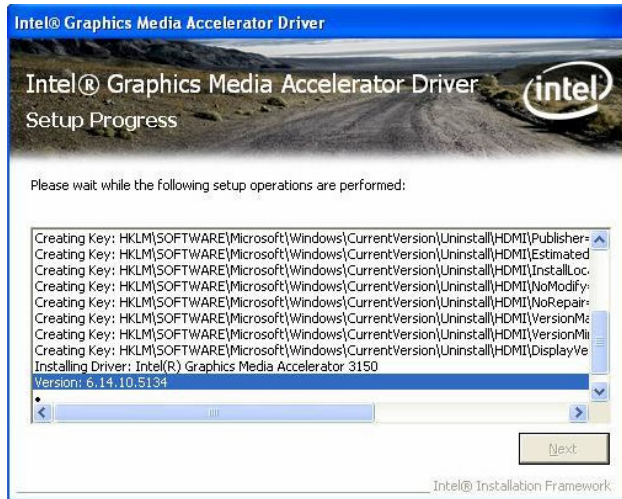 Intel® Graphics Media Accelerator Driver
Intel® Graphics Media Accelerator Driver
intel
Setup Progress
Please wait while the following setup operations are performed:
Creating Key: HKLM\SOFTWARE\Microsoft\Windows\CurrentVersion\Uninstall\HDMI\Publisher=
Creating Key: HKLM\SOFTWARE\Microsoft\Windows\CurrentVersion\Uninstall\HDMI\Estimated
Creating Key: HKLM\SOFTWARE\Microsoft\Windows\CurrentVersion\Uninstall\HDMI\InstallLoc
Creating Key: HKLM\SOFTWARE\Microsoft\Windows\CurrentVersion\Uninstall\HDMI\NoModify=
Creating Key: HKLM\SOFTWARE\Microsoft\Windows\CurrentVersion\Uninstall\HDMI\NoRepair=
Creating Key: HKLM\SOFTWARE\Microsoft\Windows\CurrentVersion\Uninstall\HDMI\VersionMa
Creating Key: HKLM\SOFTWARE\Microsoft\Windows\CurrentVersion\Uninstall\HDMI\VersionMi
Creating Key: HKLM\SOFTWARE\Microsoft\Windows\CurrentVersion\Uninstall\HDMI\DisplayVe
Installing Driver: Intel(R) Graphics Media Accelerator 3150
Version: 6.14.10.5134
Next
Intel® Installation Framework